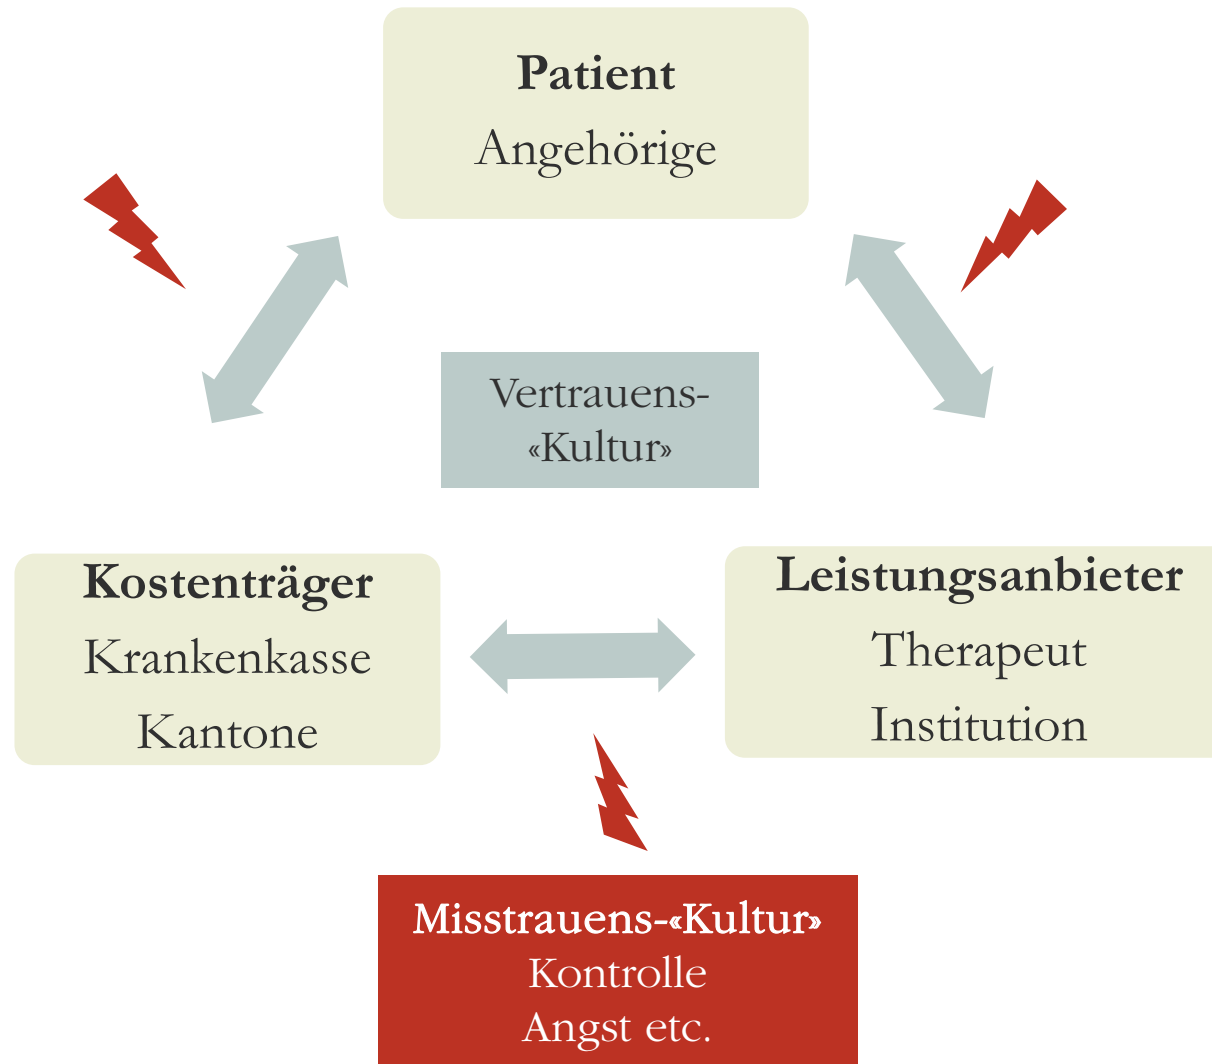 Patient
Angehörige
Vertrauens-
«Kultur»
Kostenträger
Krankenkasse
Kantone
Leistungsanbieter
Therapeut
Institution
Misstrauens-«Kultur»
Kontrolle
Angst etc.